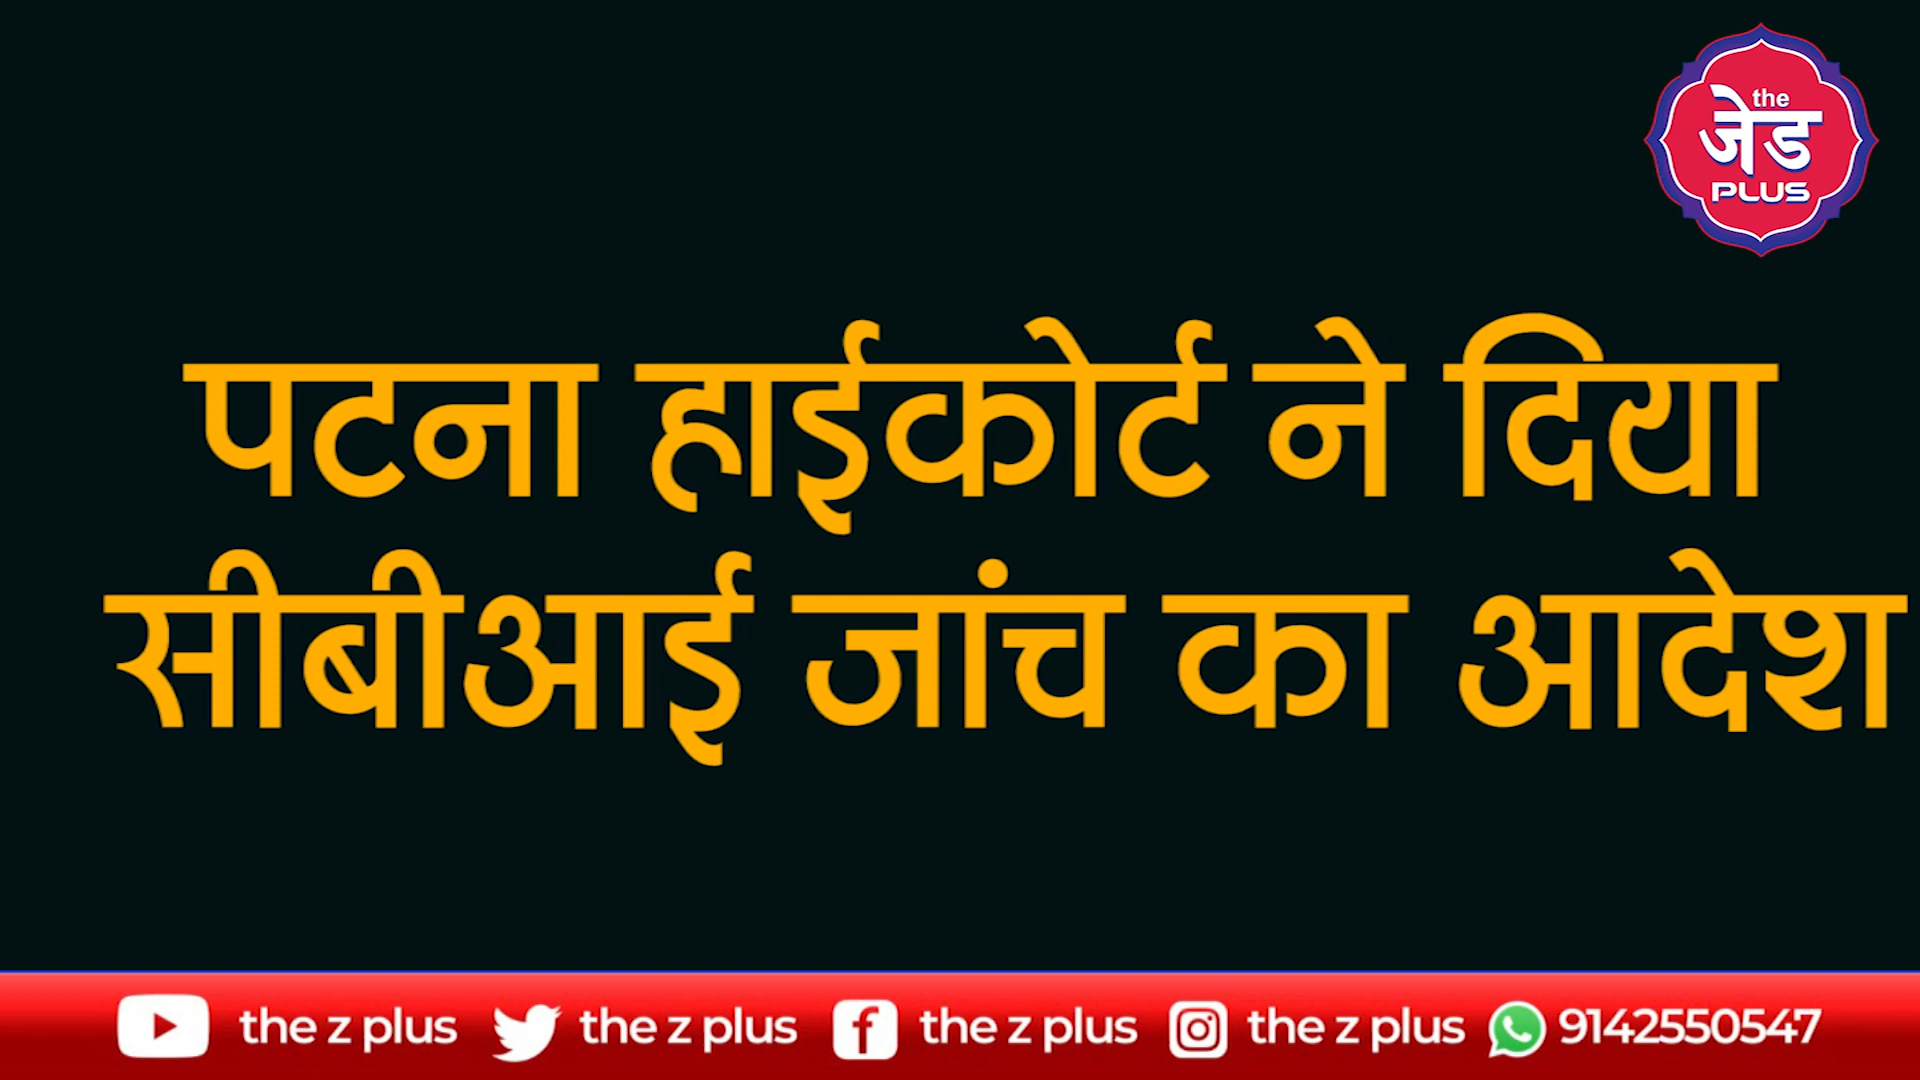 the
जेड
PLUS
पटना हाईकोर्ट ने दिया
सीबीआई जांच का आदेश
the z plus the z plus the z plus the z plus 9142550547